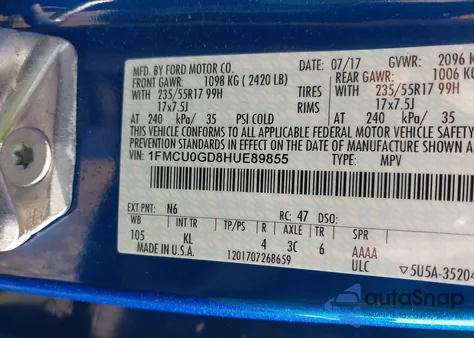 MFD. BY FORD MOTOR CO. DATE: 07/17 GVWR: 2096 K
FRONT GAWR: 1098 KG (2420 LB) REAR GAWR: 1006 K
WITH 235/55R17 99H TIRES WITH 235/55R17 99H
17x7.5J RIMS 17x7.5J
AT 240 kPa/ 35 PSI COLD AT 240 kPa/ 35
THIS VEHICLE CONFORMS TO ALL APPLICABLE FEDERAL MOTOR VEHICLE SAFETY
PREVENTION STANDARDS IN EFFECT ON THE DATE OF MANUFACTURE SHOWN
VIN: 1FMCU0GD8HUE89855 TYPE: MPV
EXT PNT: N6 RC: 47 DSO:
WB INT TR TP/PS R AXLE TR SPR
105 KL 4 3C 6 AAAA
MADE IN U.S.A. 1201707268659 ULC ▽5U5A-35204
autoSnap